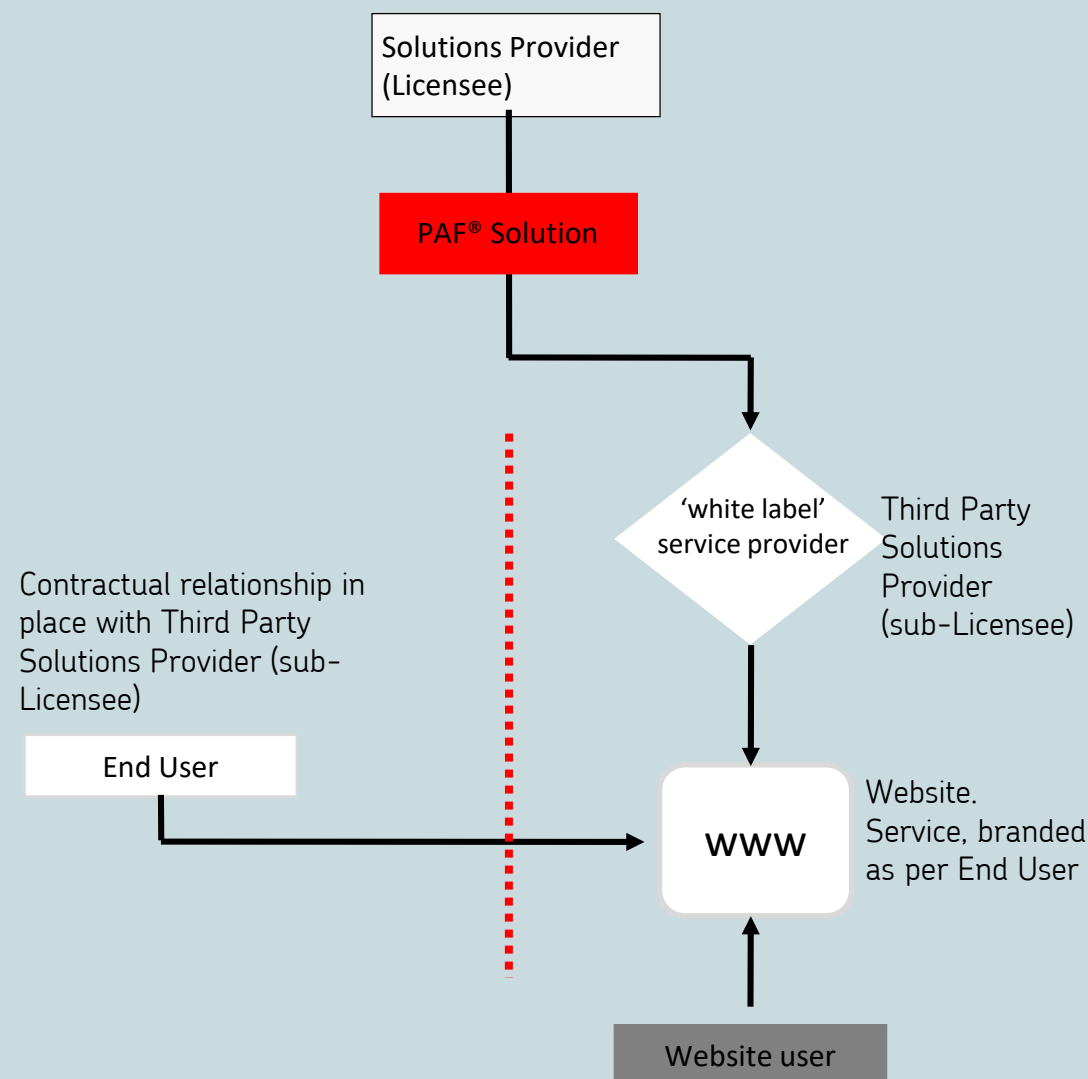 Solutions Provider
(Licensee)
PAF® Solution
‘white label’
service provider
Third Party
Solutions
Provider
(sub-Licensee)
Contractual relationship in
place with Third Party
Solutions Provider (sub-
Licensee)
End User
www
Website.
Service, branded
as per End User
Website user